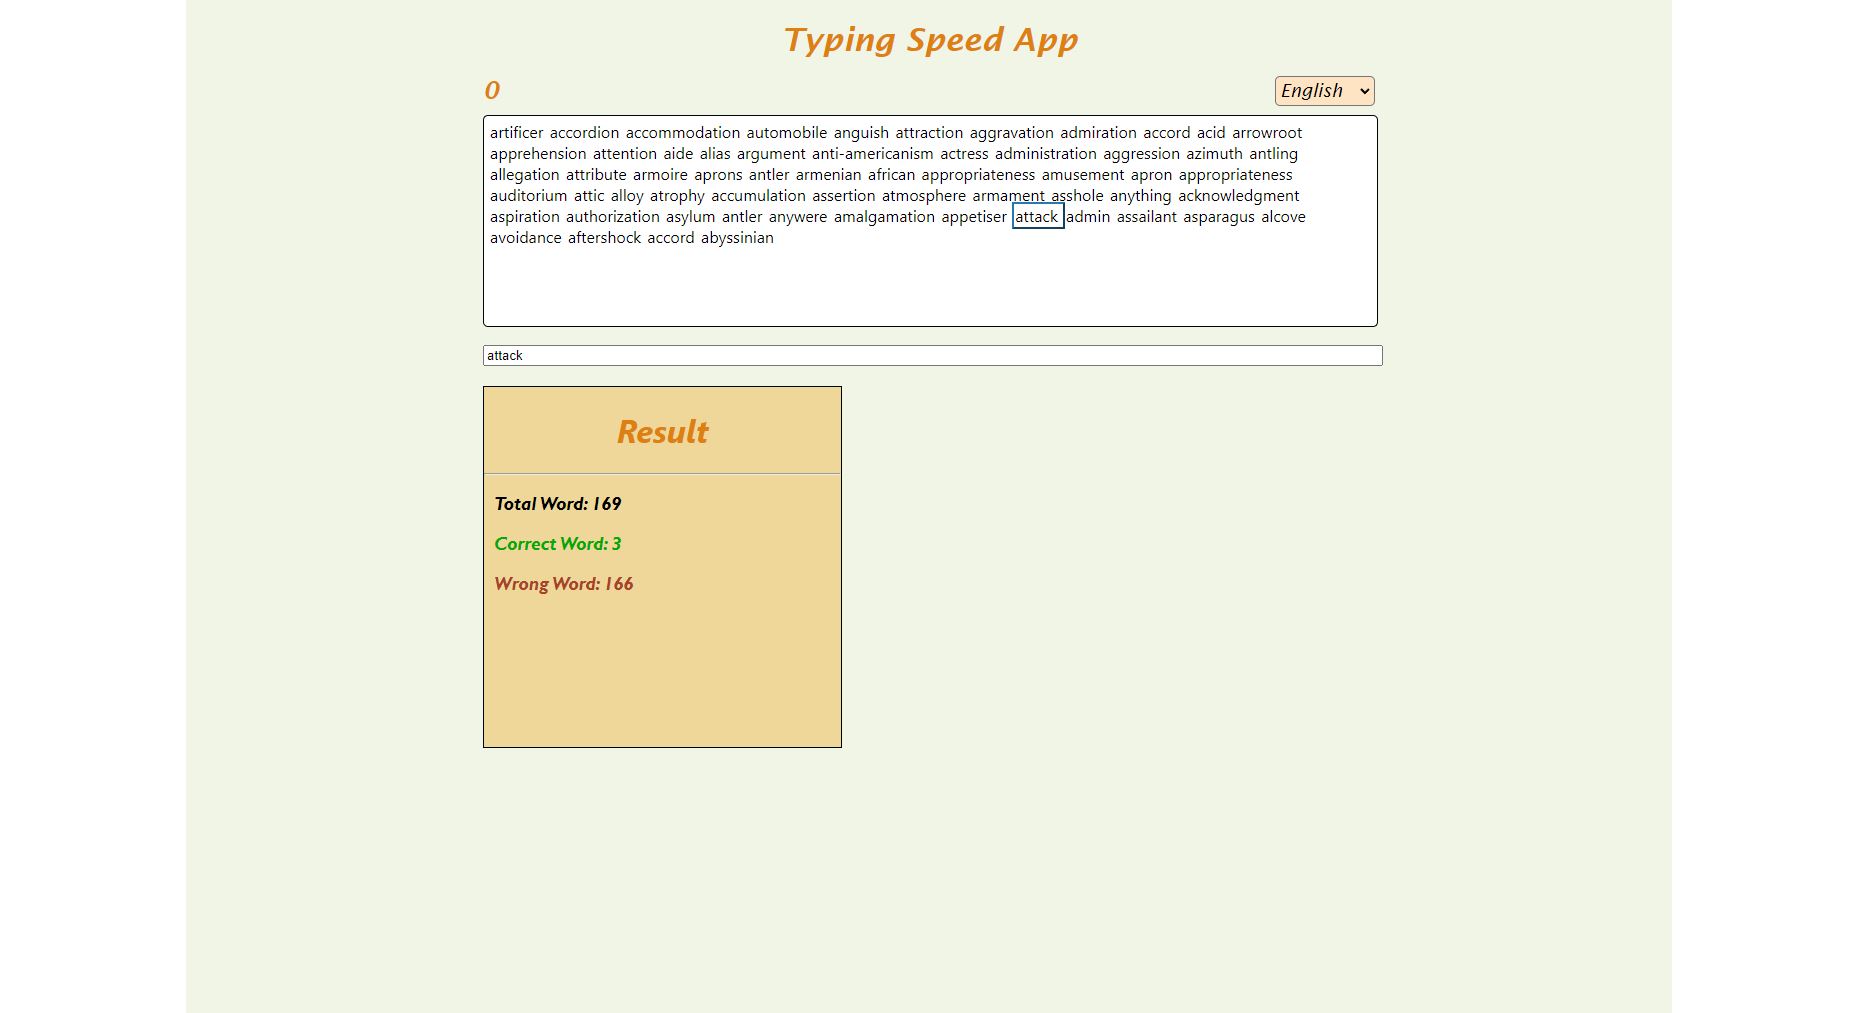 Typing Speed App
0
English
artificer accordion accommodation automobile anguish attraction aggravation admiration accord acid arrowroot
apprehension attention aide alias argument anti-americanism actress administration aggression azimuth antling
allegation attribute armoire aprons antler armenian african appropriateness amusement apron appropriateness
auditorium attic alloy atrophy accumulation assertion atmosphere armament asshole anything acknowledgment
aspiration authorization asylum antler anywere amalgamation appetiser attack admin assailant asparagus alcove
avoidance aftershock accord abyssinian
attack
Result
Total Word: 169
Correct Word: 3
Wrong Word: 166